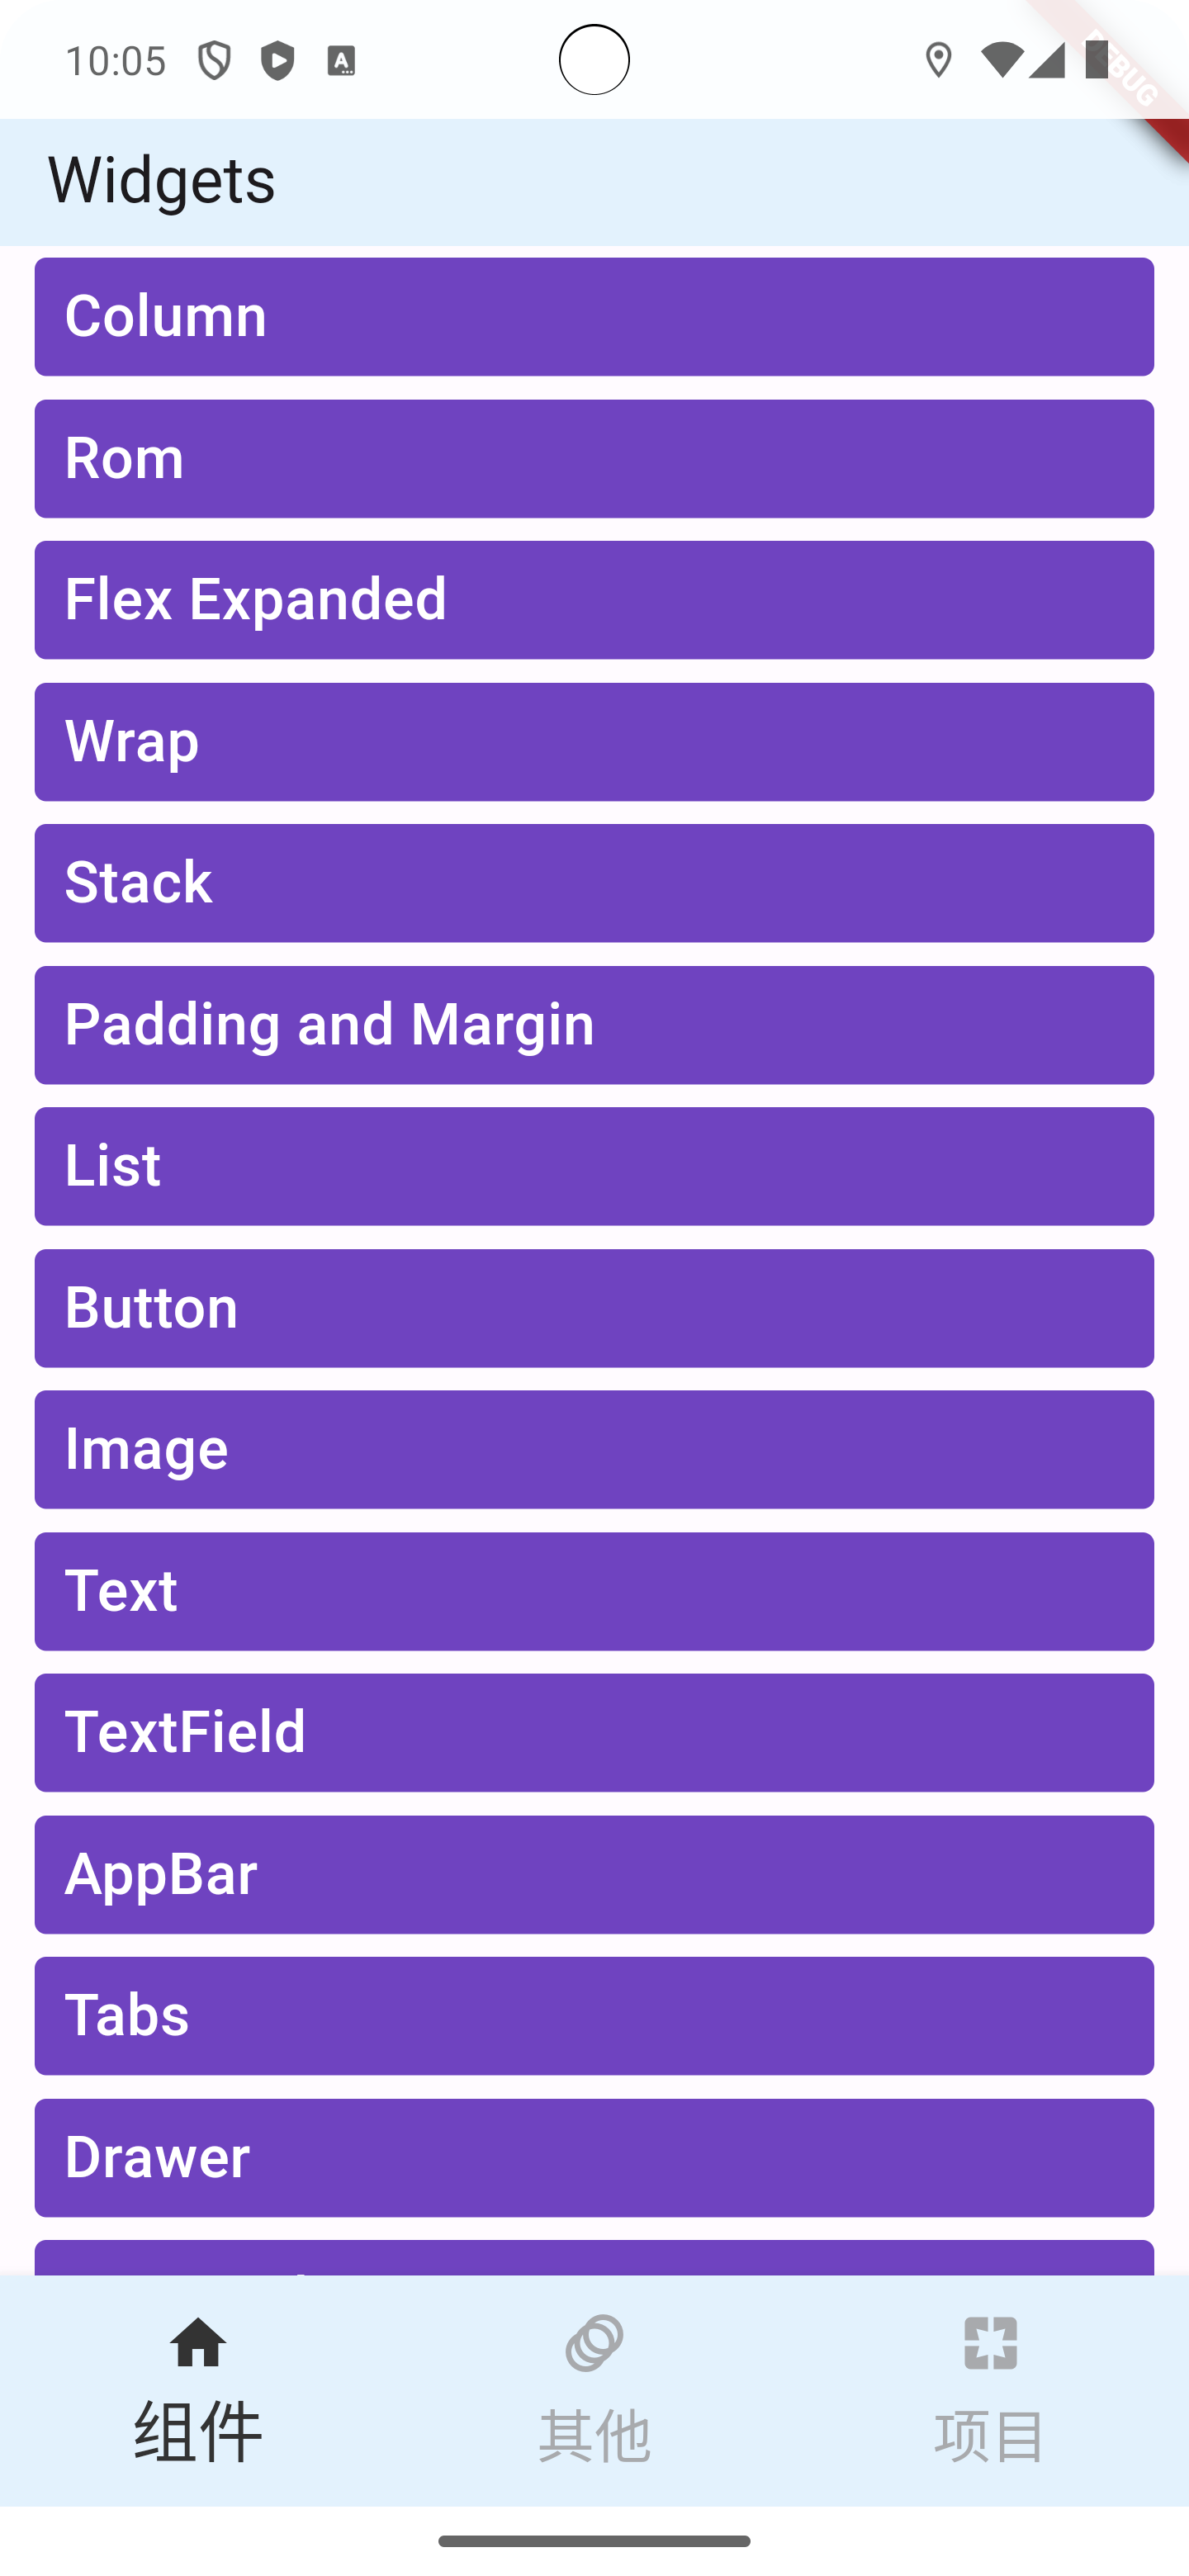 10:05
DEBUG
Widgets
Column
Rom
Flex Expanded
Wrap
Stack
Padding and Margin
List
Button
Image
Text
TextField
AppBar
Tabs
Drawer
组件
其他
项目